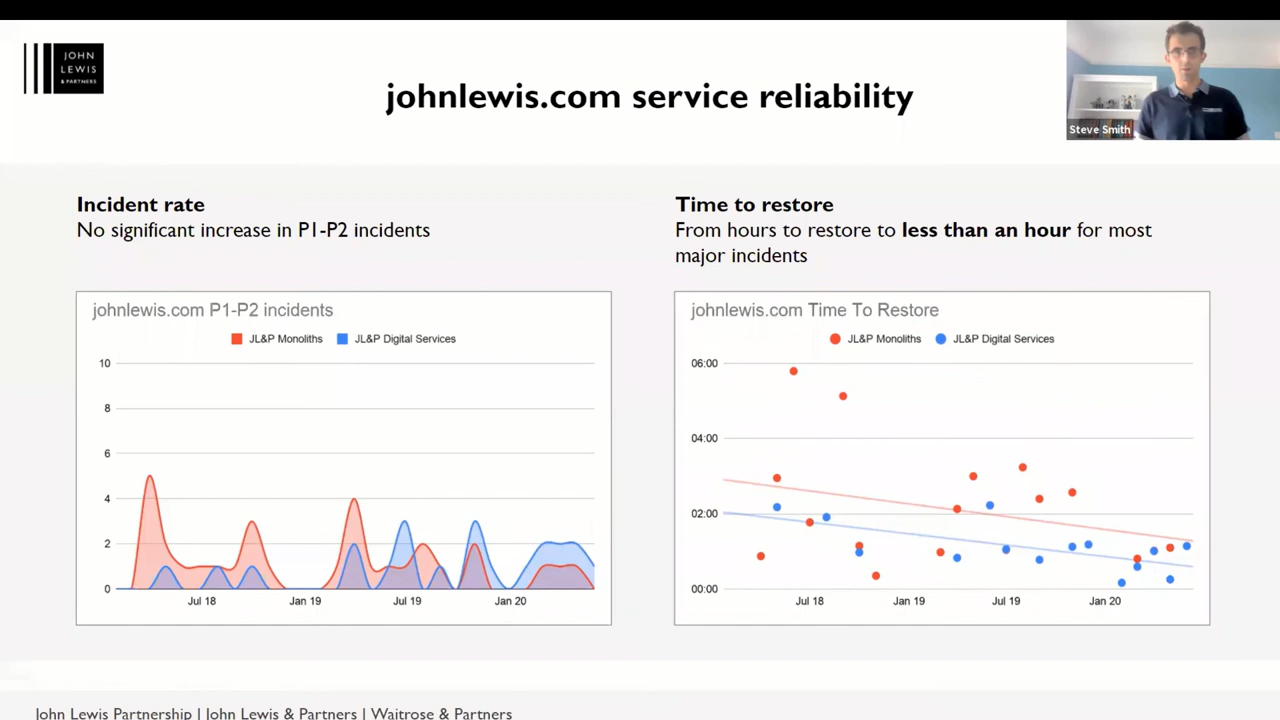 JOHN
LEWIS
& PARTNERS
johnlewis.com service reliability
Steve Smith
Incident rate
No significant increase in P1-P2 incidents
johnlewis.com P1-P2 incidents
JL&P Monoliths JL&P Digital Services
10
8
6
4
2
0
Jul 18 Jan 19 Jul 19 Jan 20
Time to restore
From hours to restore to less than an hour for most
major incidents
johnlewis.com Time To Restore
JL&P Monoliths JL&P Digital Services
06:00
04:00
02:00
00:00
Jul 18 Jan 19 Jul 19 Jan 20
John Lewis Partnership | John Lewis & Partners | Waitrose & Partners